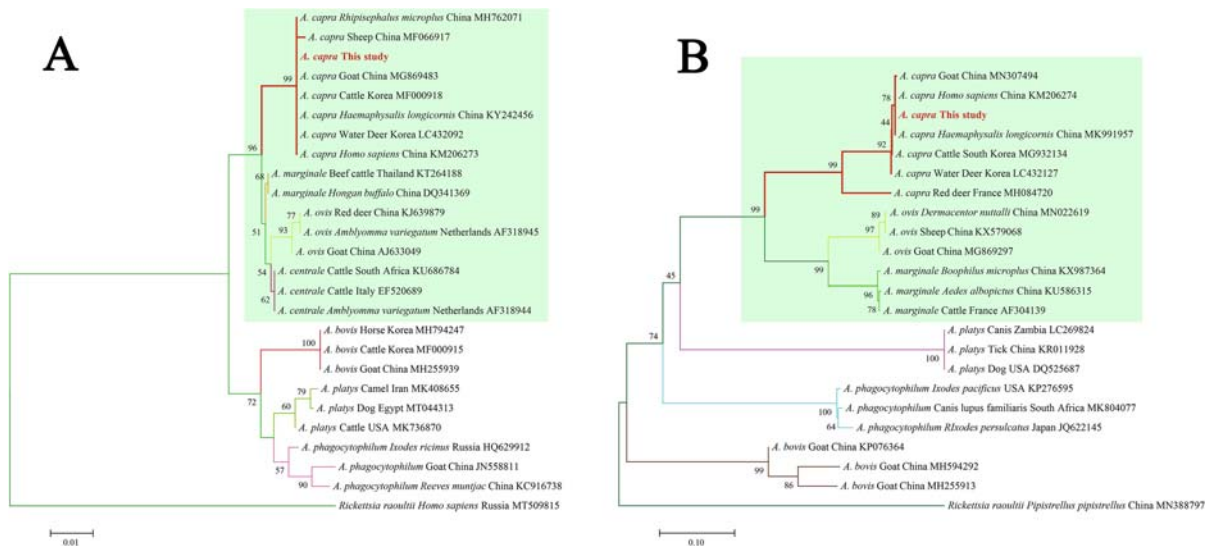 A
A. capra Rhipisephalus microplus China MH762071
A. capra Sheep China MF066917
A. capra This study
A. capra Goat China MG869483
A. capra Cattle Korea MF000918
A. capra Haemaphysalis longicornis China KY242456
A. capra Water Deer Korea LC432092
A. capra Homo sapiens China KM206273
A. marginale Beef cattle Thailand KT264188
A. marginale Hongan buffalo China DQ341369
A. ovis Red deer China KJ639879
A. ovis Amblyomma variegatum Netherlands AF318945
A. ovis Goat China AJ633049
A. centrale Cattle South Africa KU686784
A. centrale Cattle Italy EF520689
A. centrale Amblyomma variegatum Netherlands AF318944
A. bovis Horse Korea MH794247
A. bovis Cattle Korea MF000915
A. bovis Goat China MH255939
A. platys Camel Iran MK408655
A. platys Dog Egypt MT044313
A. platys Cattle USA MK736870
A. phagocytophilum Ixodes ricinus Russia HQ629912
A. phagocytophilum Goat China JN558811
A. phagocytophilum Reeves muntjac China KC916738
Rickettsia raoultii Homo sapiens Russia MT509815
99
96
68
51
77
93
54
62
100
72
79
60
57
90
0.01
B
A. capra Goat China MN307494
A. capra Homo sapiens China KM206274
A. capra This study
A. capra Haemaphysalis longicornis China MK991957
A. capra Cattle South Korea MG932134
A. capra Water Deer Korea LC432127
A. capra Red deer France MH084720
A. ovis Dermacentor nuttalli China MN022619
A. ovis Sheep China KX579068
A. ovis Goat China MG869297
A. marginale Boophilus microplus China KX987364
A. marginale Aedes albopictus China KU586315
A. marginale Cattle France AF304139
A. platys Canis Zambia LC269824
A. platys Tick China KR011928
A. platys Dog USA DQ525687
A. phagocytophilum Ixodes pacificus USA KP276595
A. phagocytophilum Canis lupus familiaris South Africa MK804077
A. phagocytophilum RIxodes persulcatus Japan JQ622145
A. bovis Goat China KP076364
A. bovis Goat China MH594292
A. bovis Goat China MH255913
Rickettsia raoultii Pipistrellus pipistrellus China MN388797
78
44
92
99
99
89
97
99
96
78
45
74
100
100
64
99
86
0.10